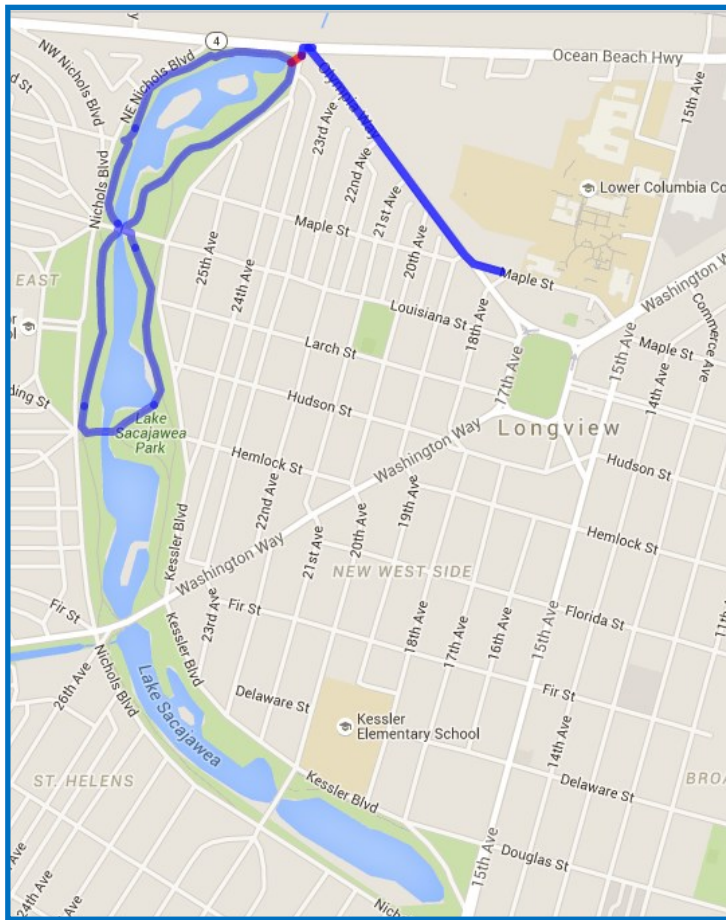 4
Ocean Beach Hwy
NW Nichols Blvd
NE Nichols Blvd
Olympia Way
15th Ave
23rd Ave
22nd Ave
21st Ave
20th Ave
Lower Columbia Co
Nichols Blvd
Maple St
25th Ave
24th Ave
Maple St
Washington W
Commerce Ave
EAST
Louisiana St
18th Ave
Larch St
17th Ave
15th Ave
Maple St
14th Ave
Hudson St
Lake
Sacajawea
Park
Washington Way
Longview
Hemlock St
Hudson St
22nd Ave
21st Ave
20th Ave
19th Ave
Hemlock St
Kessler Blvd
Washington Way
NEW WEST SIDE
Florida St
Fir St
23rd Ave
Fir St
18th Ave
17th Ave
16th Ave
15th Ave
Kessler Blvd
26th Ave
Nichols Blvd
Lake Sacajawea
Delaware St
Fir St
14th Ave
Kessler
Elementary School
ST. HELENS
Kessler Blvd
Delaware St
BRO
15th Ave
Douglas St
24th Ave